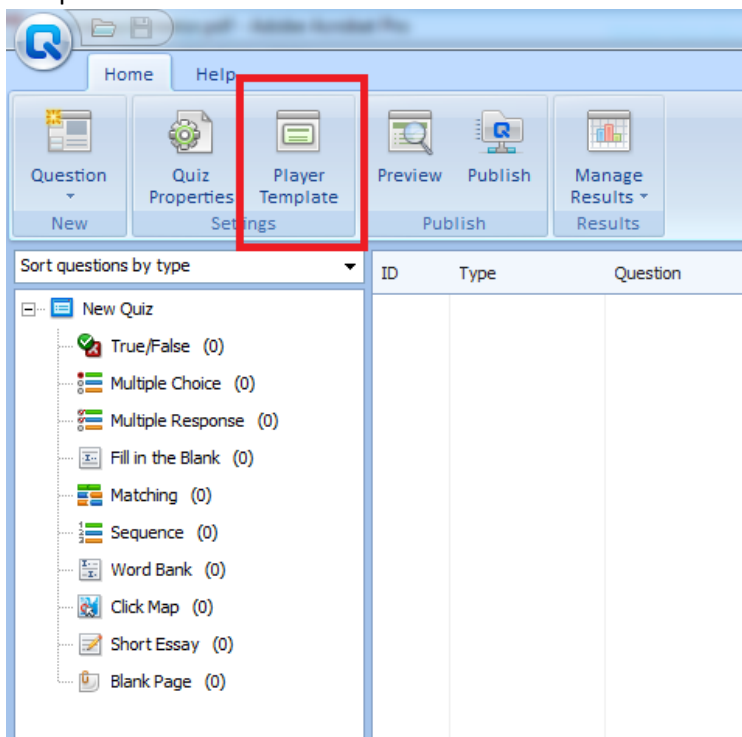 Home Help
Question Quiz Properties Player Template Preview Publish Manage Results
New Settings Publish Results
Sort questions by type
ID Type Question
New Quiz
True/False (0)
Multiple Choice (0)
Multiple Response (0)
Fill in the Blank (0)
Matching (0)
Sequence (0)
Word Bank (0)
Click Map (0)
Short Essay (0)
Blank Page (0)